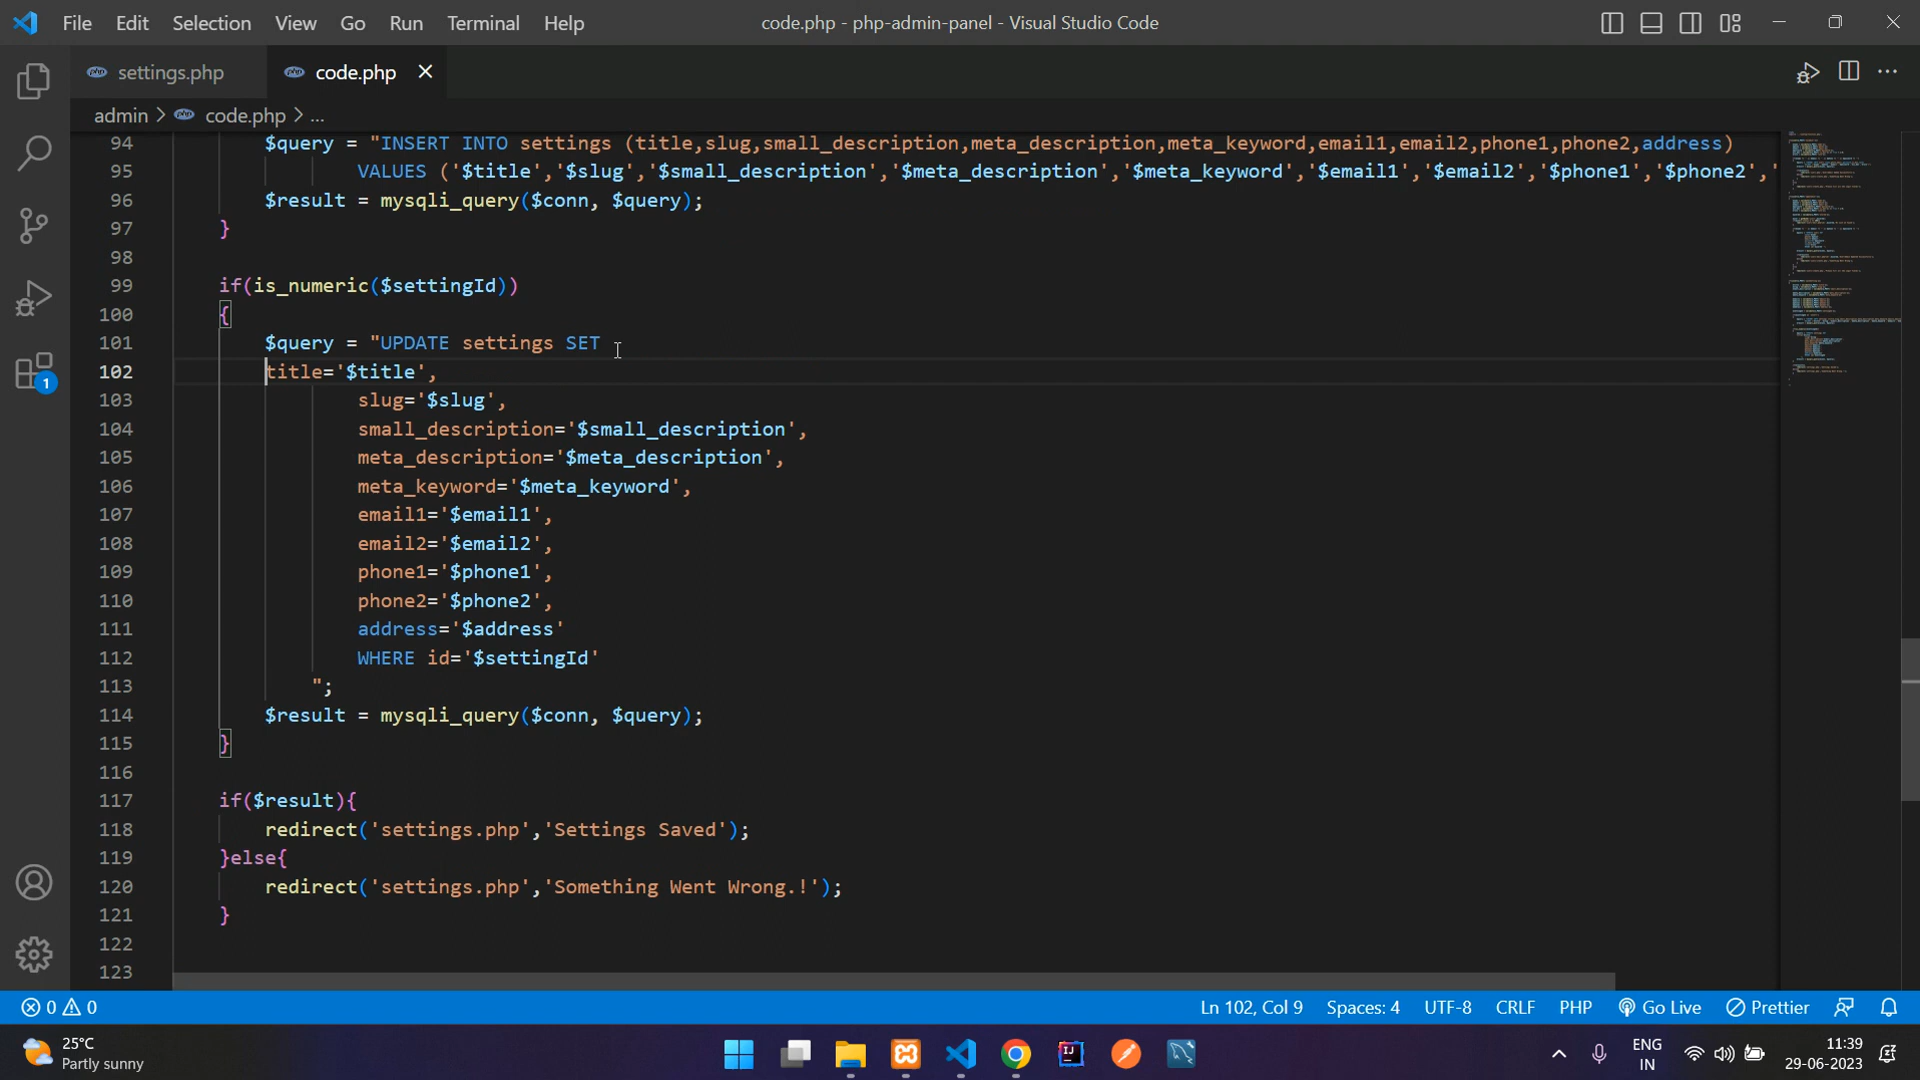 File Edit Selection View Go Run Terminal Help
code.php - php-admin-panel - Visual Studio Code
settings.php
code.php
admin > code.php > ...
94 $query = "INSERT INTO settings (title,slug,small_description,meta_description,meta_keyword,email1,email2,phone1,phone2,address)
95 VALUES ('$title','$slug','$small_description','$meta_description','$meta_keyword','$email1','$email2','$phone1','$phone2','
96 $result = mysqli_query($conn, $query);
97 }
98
99 if(is_numeric($settingId))
100 {
101 $query = "UPDATE settings SET
102 title='$title',
103 slug='$slug',
104 small_description='$small_description',
105 meta_description='$meta_description',
106 meta_keyword='$meta_keyword',
107 email1='$email1',
108 email2='$email2',
109 phone1='$phone1',
110 phone2='$phone2',
111 address='$address'
112 WHERE id='$settingId'
113 ";
114 $result = mysqli_query($conn, $query);
115 }
116
117 if($result){
118 redirect('settings.php','Settings Saved');
119 }else{
120 redirect('settings.php','Something Went Wrong.!');
121 }
122
123
1
0 0
Ln 102, Col 9 Spaces: 4 UTF-8 CRLF PHP Go Live Prettier
25°C
Partly sunny
ENG
IN
11:39
29-06-2023